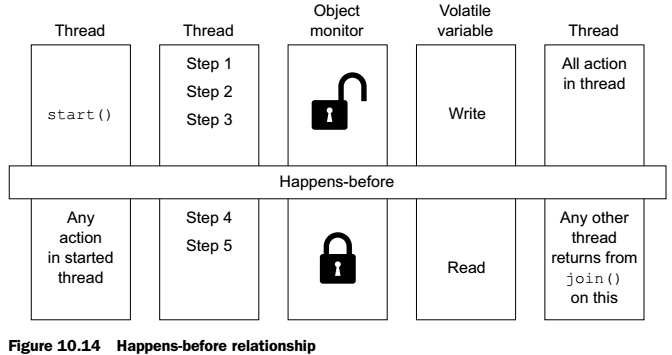 Thread
start()
Any
action
in started
thread
Thread
Step 1
Step 2
Step 3
Step 4
Step 5
Object
monitor
Volatile
variable
Write
Read
Thread
All action
in thread
Any other
thread
returns from
join()
on this
Happens-before
Figure 10.14 Happens-before relationship